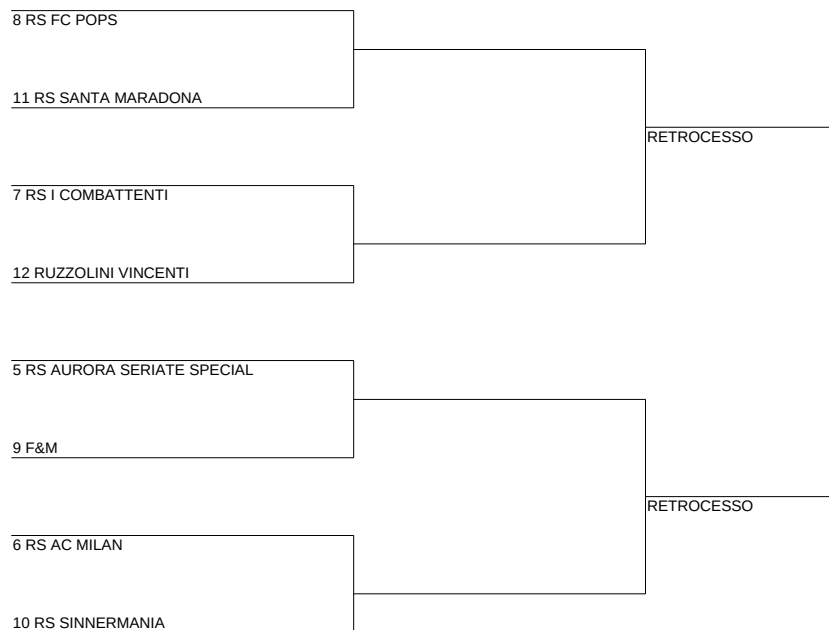 8 RS FC POPS
11 RS SANTA MARADONA
RETROCESSO
7 RS I COMBATTENTI
12 RUZZOLINI VINCENTI
5 RS AURORA SERIATE SPECIAL
9 F&M
RETROCESSO
6 RS AC MILAN
10 RS SINNERMANIA